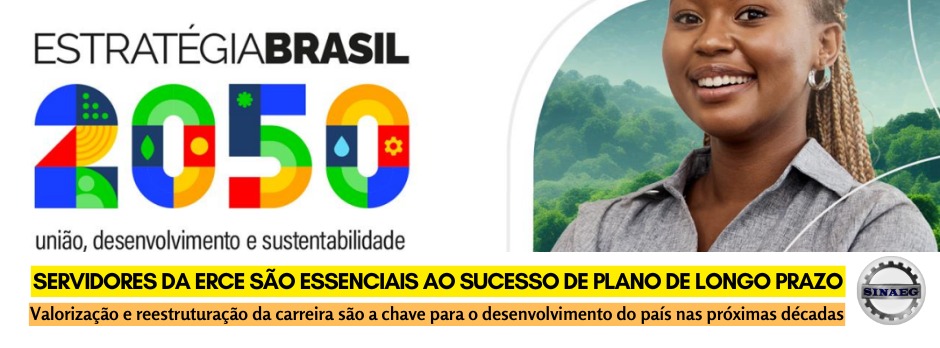 ESTRATÉGIABRASIL
2050
união, desenvolvimento e sustentabilidade
SERVIDORES DA ERCE SÃO ESSENCIAIS AO SUCESSO DE PLANO DE LONGO PRAZO
SINAEG
Valorização e reestruturação da carreira são a chave para o desenvolvimento do país nas próximas décadas